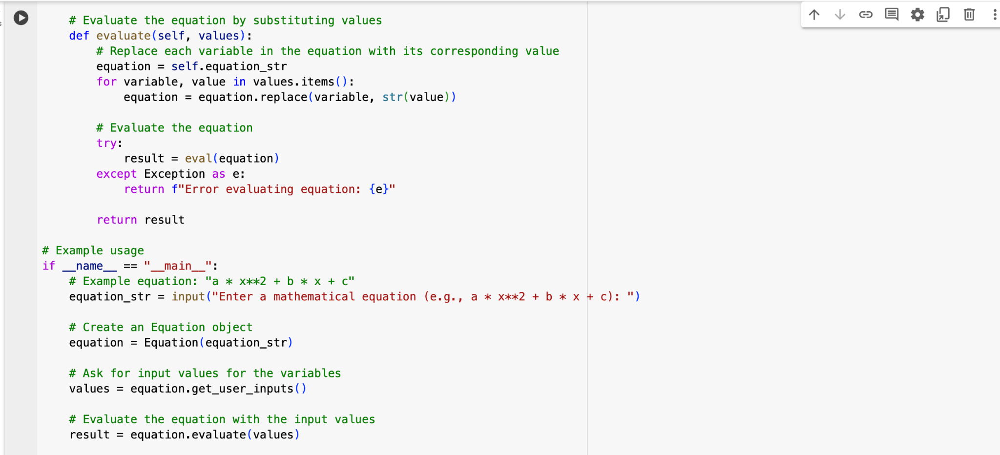 # Evaluate the equation by substituting values
    def evaluate(self, values):
        # Replace each variable in the equation with its corresponding value
        equation = self.equation_str
        for variable, value in values.items():
            equation = equation.replace(variable, str(value))

        # Evaluate the equation
        try:
            result = eval(equation)
        except Exception as e:
            return f"Error evaluating equation: {e}"

        return result

# Example usage
if __name__ == "__main__":
    # Example equation: "a * x**2 + b * x + c"
    equation_str = input("Enter a mathematical equation (e.g., a * x**2 + b * x + c): ")

    # Create an Equation object
    equation = Equation(equation_str)

    # Ask for input values for the variables
    values = equation.get_user_inputs()

    # Evaluate the equation with the input values
    result = equation.evaluate(values)